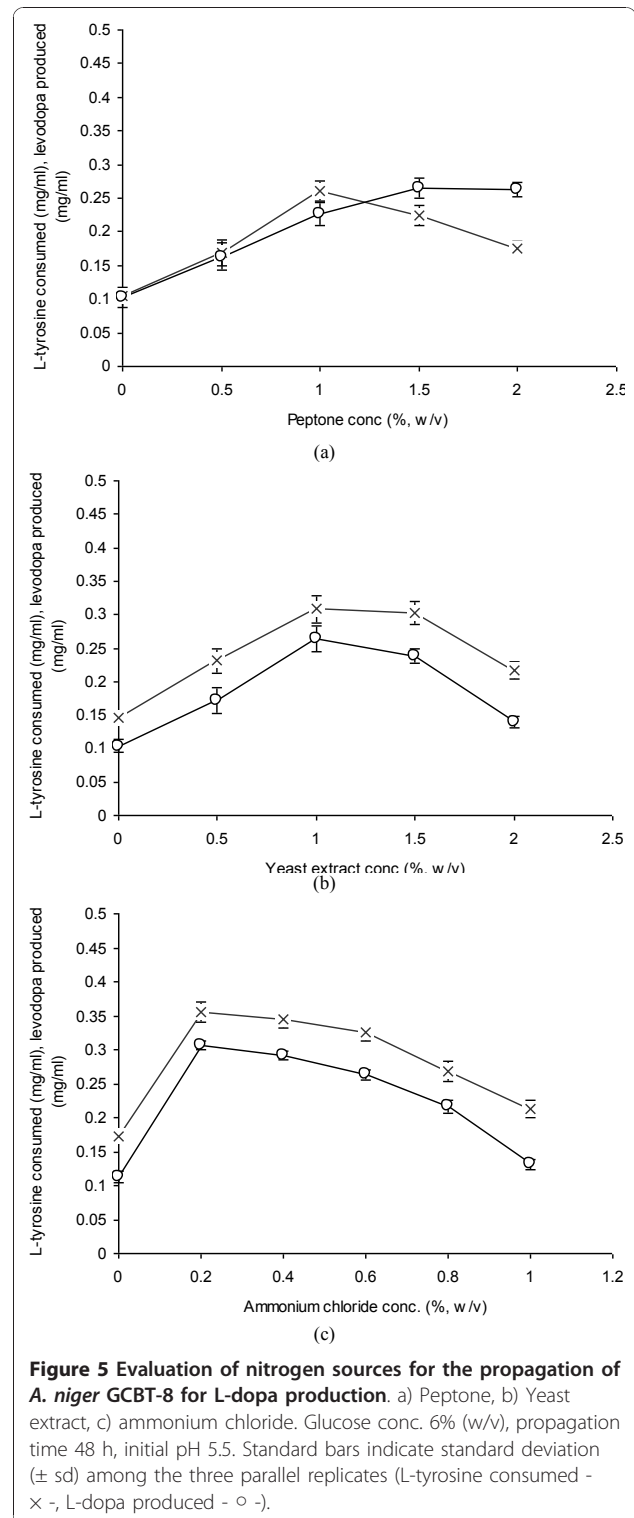 0.5
0.45
0.4
0.35
0.3
0.25
0.2
0.15
0.1
0.05
0
L-tyrosine consumed (mg/ml), levodopa produced
(mg/ml)
0 0.5 1 1.5 2 2.5
Peptone conc (%, w/v)
(a)
0.5
0.45
0.4
0.35
0.3
0.25
0.2
0.15
0.1
0.05
0
L-tyrosine consumed (mg/ml), levodopa produced
(mg/ml)
0 0.5 1 1.5 2 2.5
Yeast extract conc (%, w/v)
(b)
0.5
0.45
0.4
0.35
0.3
0.25
0.2
0.15
0.1
0.05
0
L-tyrosine consumed (mg/ml), levodopa produced
(mg/ml)
0 0.2 0.4 0.6 0.8 1 1.2
Ammonium chloride conc. (%, w/v)
(c)
Figure 5 Evaluation of nitrogen sources for the propagation of
A. niger GCBT-8 for L-dopa production. a) Peptone, b) Yeast
extract, c) ammonium chloride. Glucose conc. 6% (w/v), propagation
time 48 h, initial pH 5.5. Standard bars indicate standard deviation
(± sd) among the three parallel replicates (L-tyrosine consumed -
× -, L-dopa produced - ○ -).